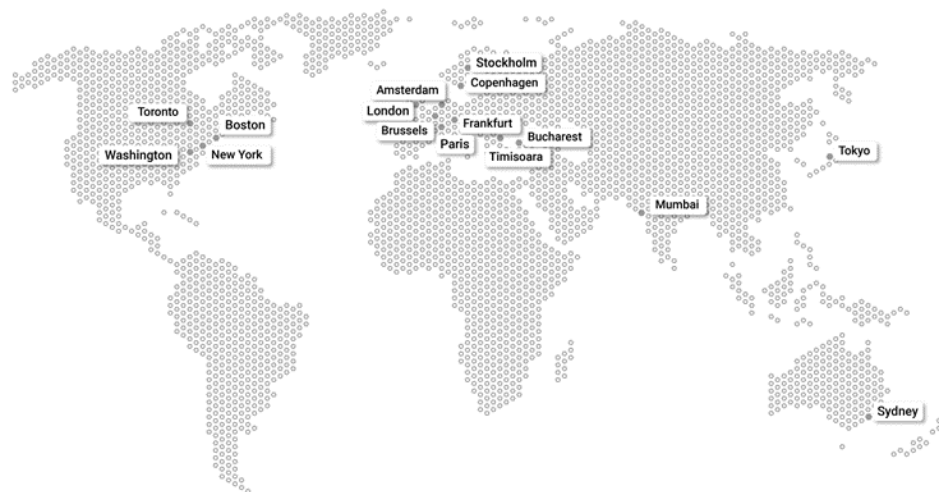 Stockholm
Copenhagen
Amsterdam
London
Toronto
Boston
Brussels
Frankfurt
Bucharest
Paris
Timisoara
Washington
New York
Tokyo
Mumbai
Sydney